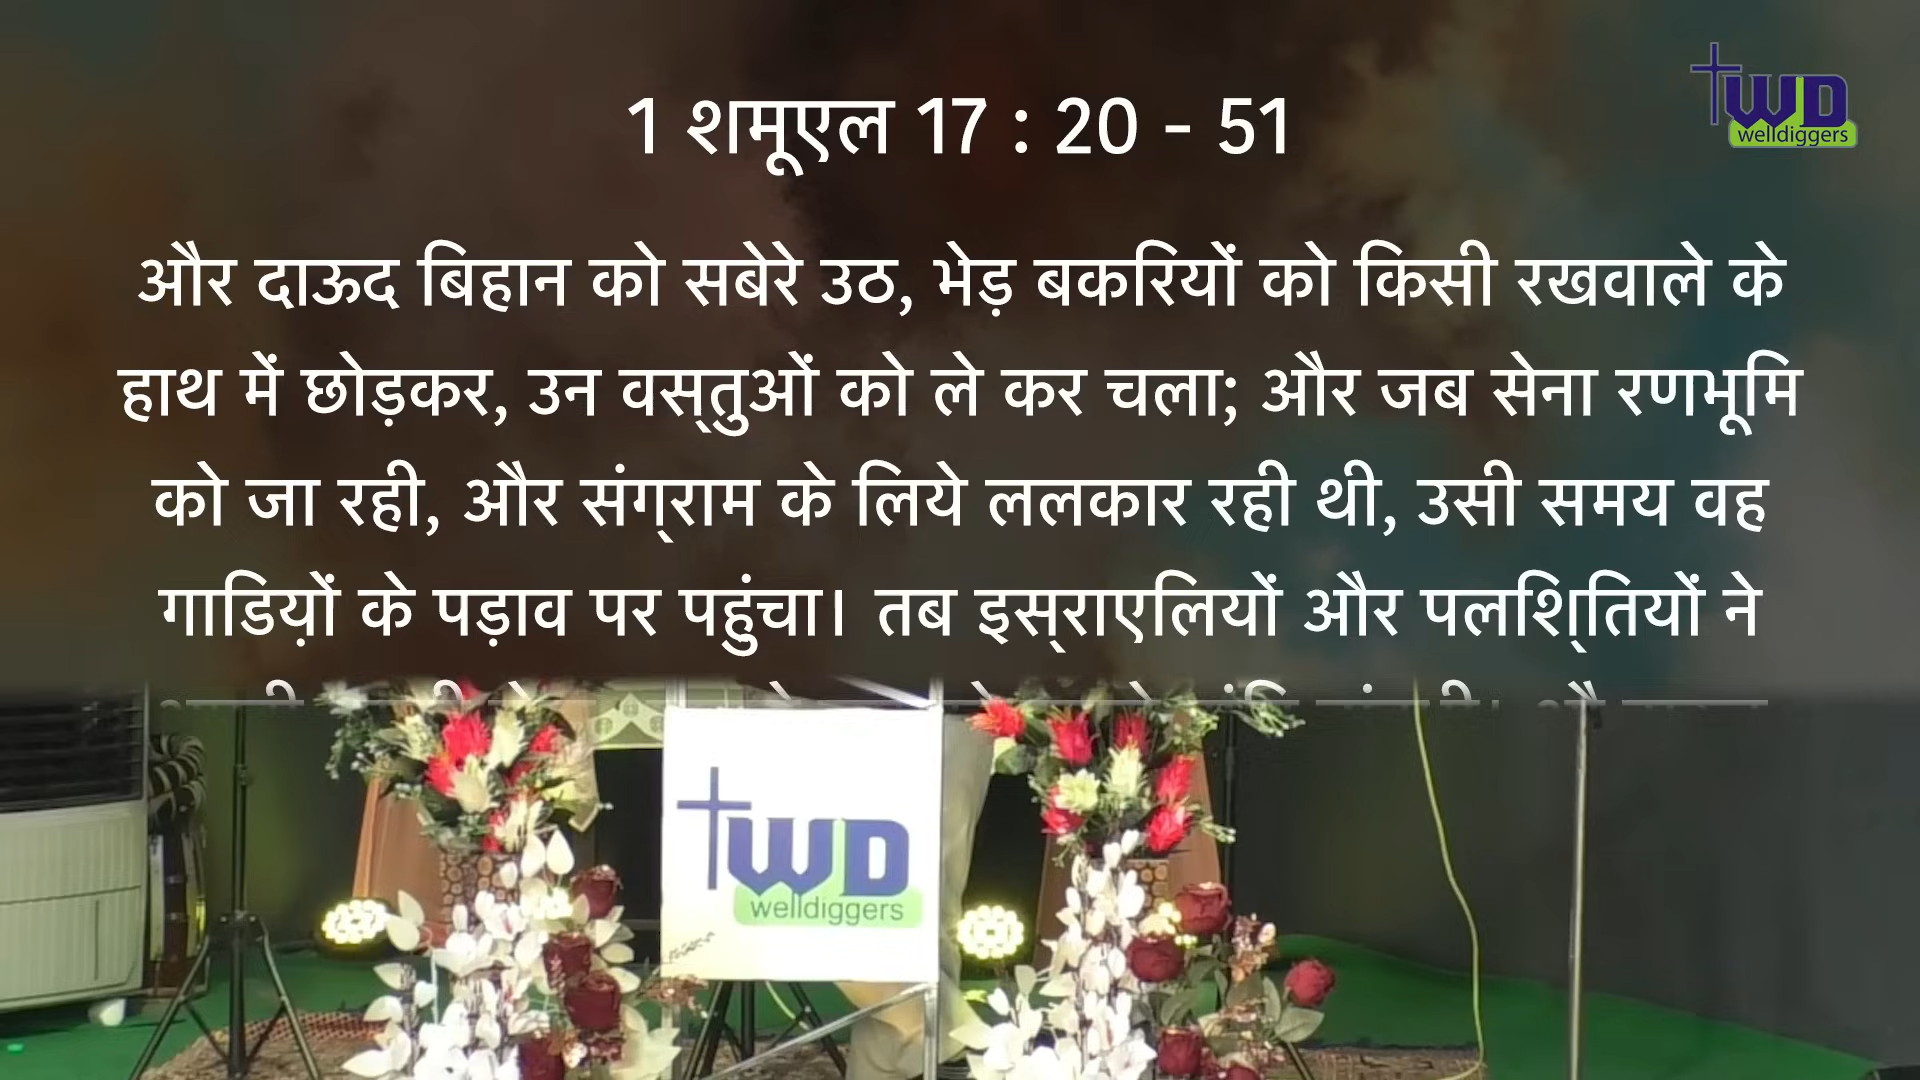 1 शमूएल 17 : 20 - 51
WD
welldiggers
और दाऊद बिहान को सबेरे उठ, भेड़ बकरियों को किसी रखवाले के
हाथ में छोड़कर, उन वस्तुओं को ले कर चला; और जब सेना रणभूमि
को जा रही, और संग्राम के लिये ललकार रही थी, उसी समय वह
गाडिय़ों के पड़ाव पर पहुंचा। तब इस्राएलियों और पलिश्तियों ने
WD
welldiggers